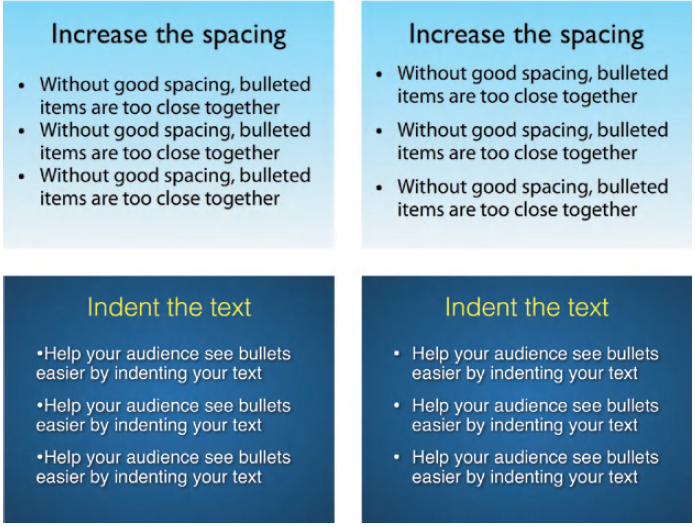 Increase the spacing
• Without good spacing, bulleted
items are too close together
• Without good spacing, bulleted
items are too close together
• Without good spacing, bulleted
items are too close together
Increase the spacing
• Without good spacing, bulleted
items are too close together
• Without good spacing, bulleted
items are too close together
• Without good spacing, bulleted
items are too close together
Indent the text
•Help your audience see bullets
easier by indenting your text
•Help your audience see bullets
easier by indenting your text
•Help your audience see bullets
easier by indenting your text
Indent the text
• Help your audience see bullets
easier by indenting your text
• Help your audience see bullets
easier by indenting your text
• Help your audience see bullets
easier by indenting your text